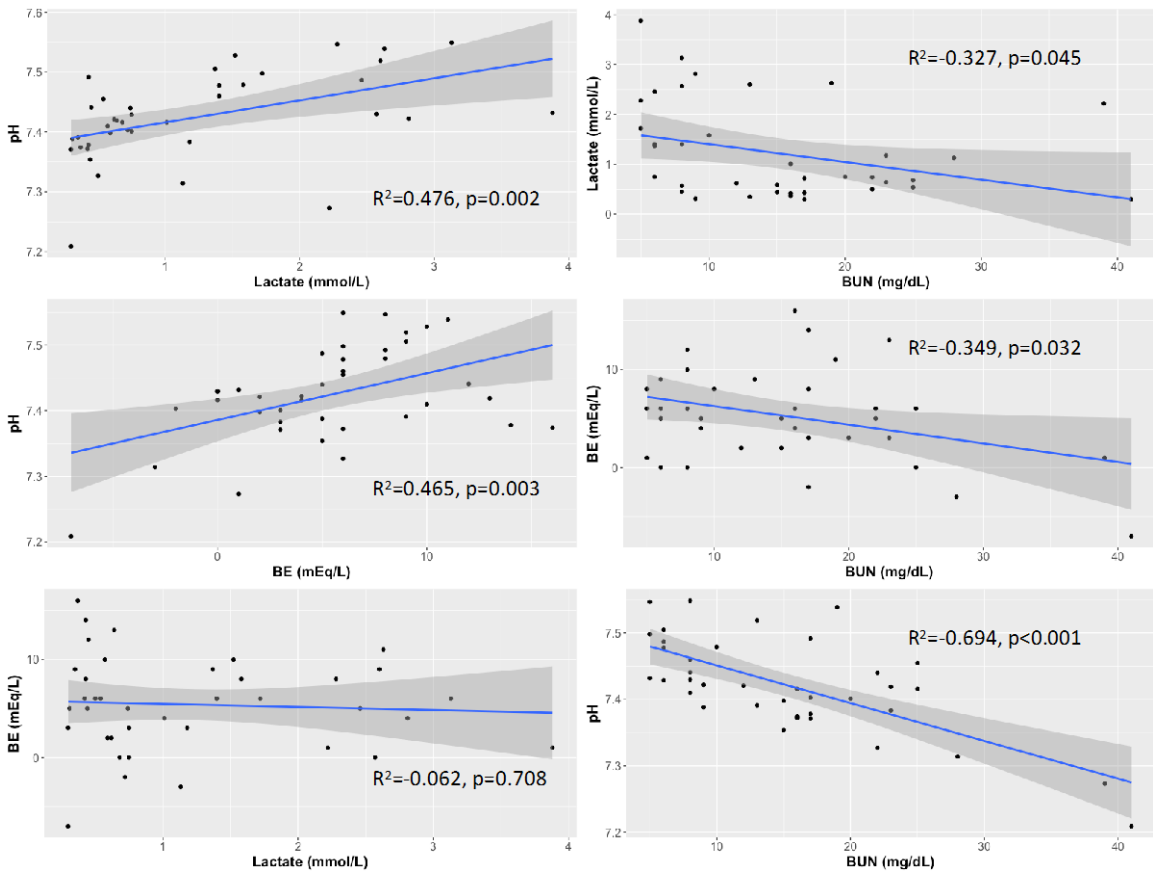 7.6
7.5
7.4
7.3
7.2
pH
R²=0.476, p=0.002
1
2
3
4
Lactate (mmol/L)
4
3
2
1
0
Lactate (mmol/L)
R²=-0.327, p=0.045
10
20
30
40
BUN (mg/dL)
7.5
7.4
7.3
7.2
pH
R²=0.465, p=0.003
0
10
BE (mEq/L)
10
0
BE (mEq/L)
R²=-0.349, p=0.032
10
20
30
40
BUN (mg/dL)
10
0
BE (mEq/L)
R²=-0.062, p=0.708
1
2
3
4
Lactate (mmol/L)
7.5
7.4
7.3
7.2
pH
R²=-0.694, p<0.001
10
20
30
40
BUN (mg/dL)